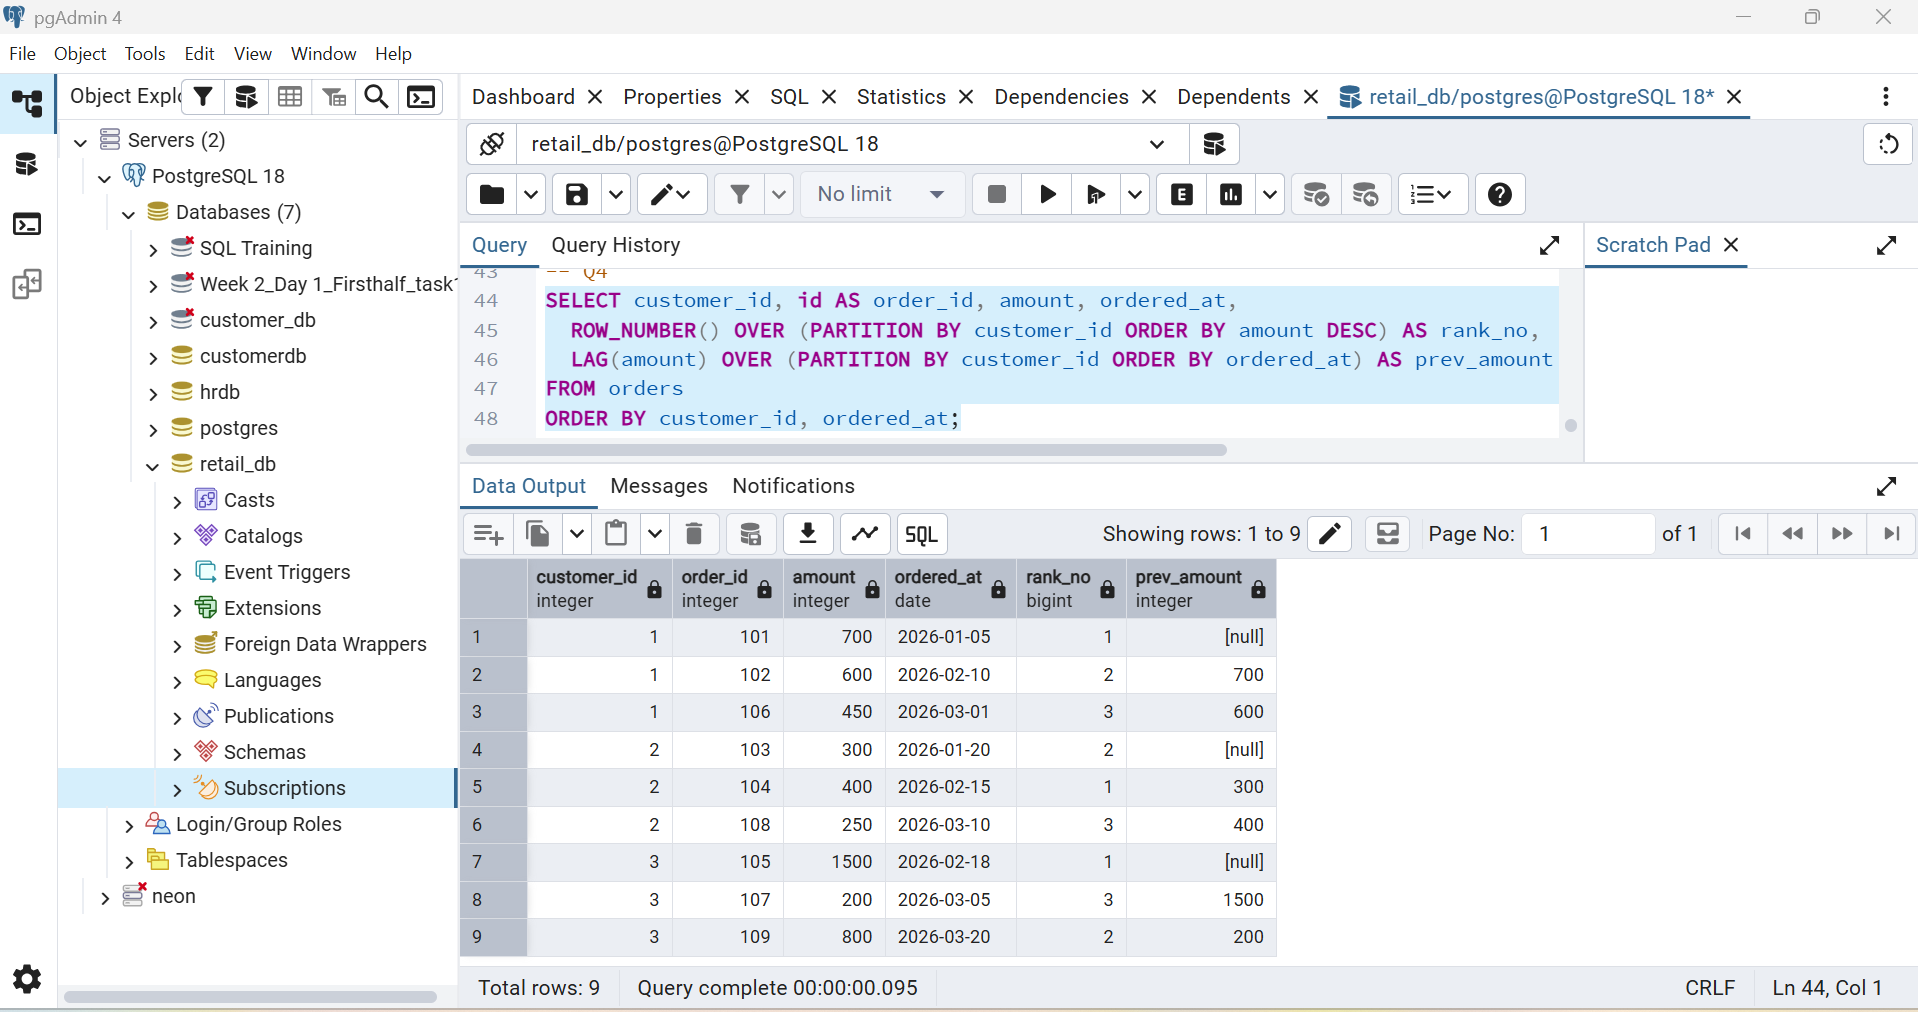 pgAdmin 4
File Object Tools Edit View Window Help
Object Explo
Dashboard Properties SQL Statistics Dependencies Dependents retail_db/postgres@PostgreSQL 18*
Servers (2)
PostgreSQL 18
Databases (7)
SQL Training
Week 2_Day 1_Firsthalf_task
customer_db
customerdb
hrdb
postgres
retail_db
Casts
Catalogs
Event Triggers
Extensions
Foreign Data Wrappers
Languages
Publications
Schemas
Subscriptions
Login/Group Roles
Tablespaces
neon
retail_db/postgres@PostgreSQL 18
No limit
E
Query Query History
Scratch Pad
43 -- Q4
44 SELECT customer_id, id AS order_id, amount, ordered_at,
45 ROW_NUMBER() OVER (PARTITION BY customer_id ORDER BY amount DESC) AS rank_no,
46 LAG(amount) OVER (PARTITION BY customer_id ORDER BY ordered_at) AS prev_amount
47 FROM orders
48 ORDER BY customer_id, ordered_at;
Data Output Messages Notifications
SQL Showing rows: 1 to 9 Page No: 1 of 1
customer_id order_id amount ordered_at rank_no prev_amount
integer integer integer date bigint integer
1 1 101 700 2026-01-05 1 [null]
2 1 102 600 2026-02-10 2 700
3 1 106 450 2026-03-01 3 600
4 2 103 300 2026-01-20 2 [null]
5 2 104 400 2026-02-15 1 300
6 2 108 250 2026-03-10 3 400
7 3 105 1500 2026-02-18 1 [null]
8 3 107 200 2026-03-05 3 1500
9 3 109 800 2026-03-20 2 200
Total rows: 9 Query complete 00:00:00.095 CRLF Ln 44, Col 1